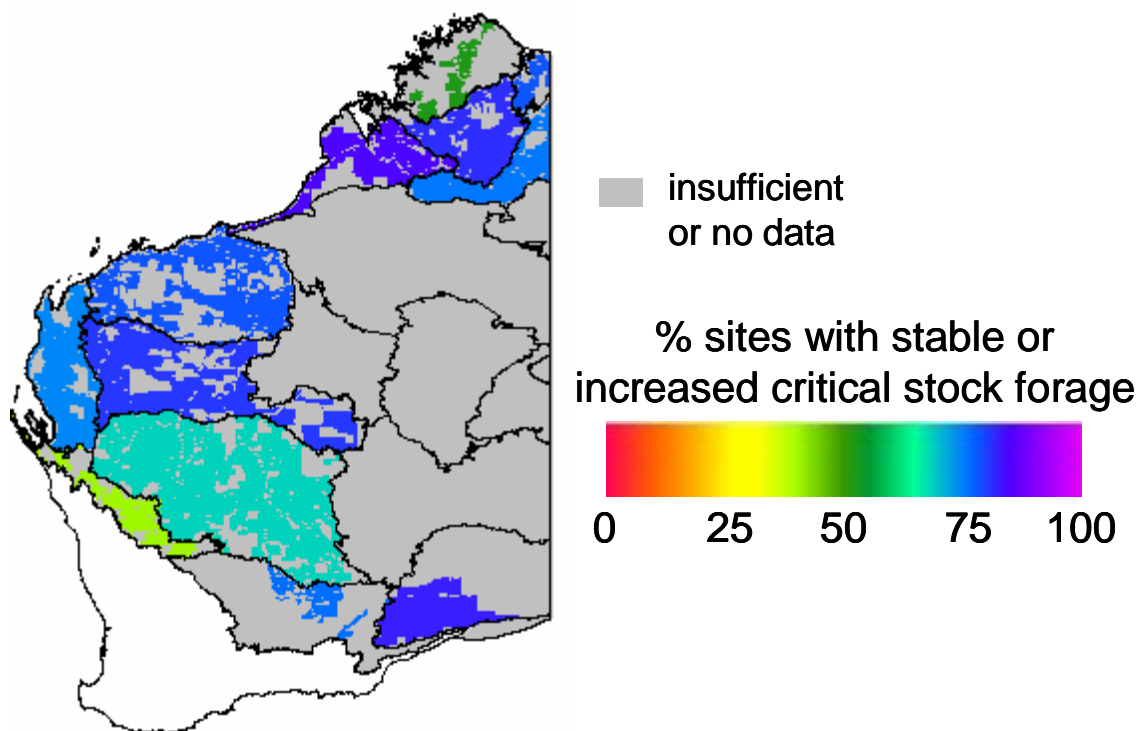 insufficient
or no data
% sites with stable or
increased critical stock forage
0 25 50 75 100